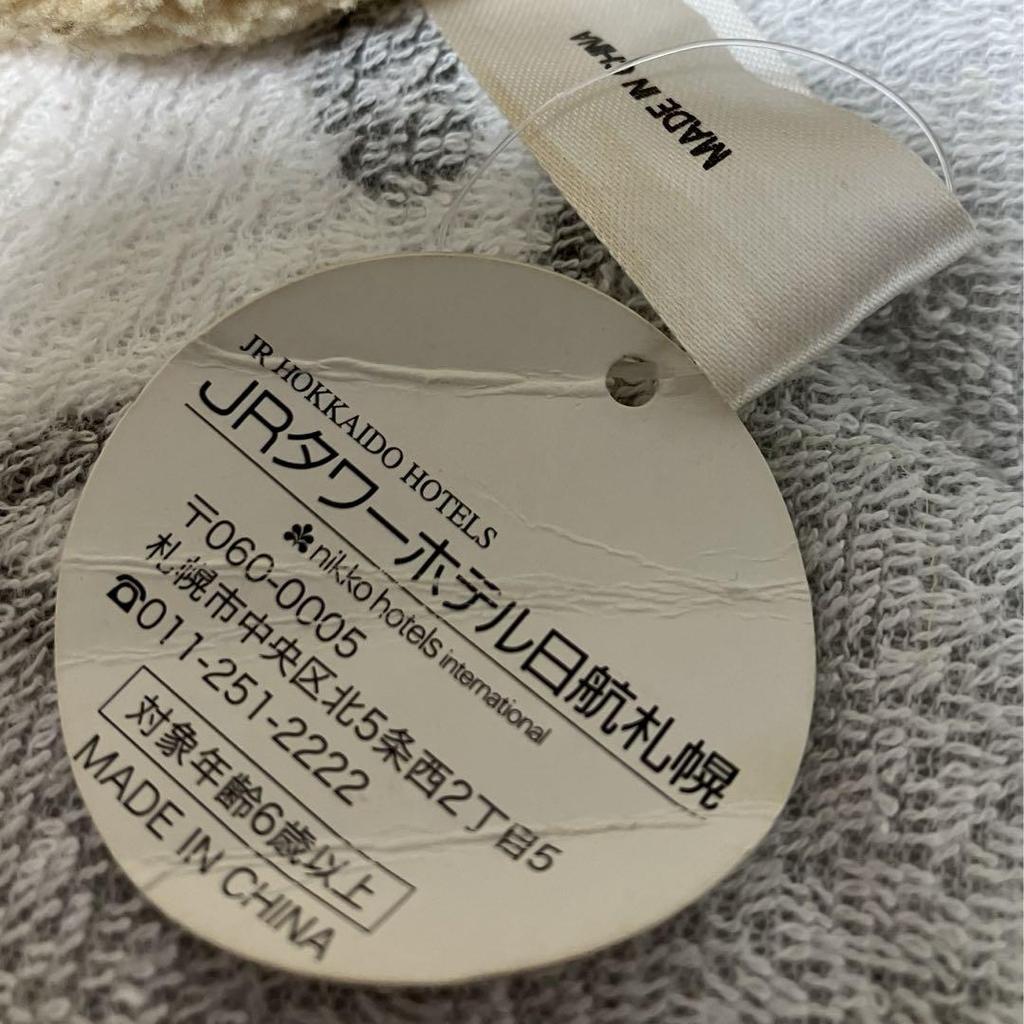 MADE IN CHINA
JR HOKKAIDO HOTELS
JRタワーホテル日航札幌
nikko hotels international
〒060-0005
札幌市中央区北5条西2丁目5
☎011-251-2222
対象年齢6歳以上
MADE IN CHINA